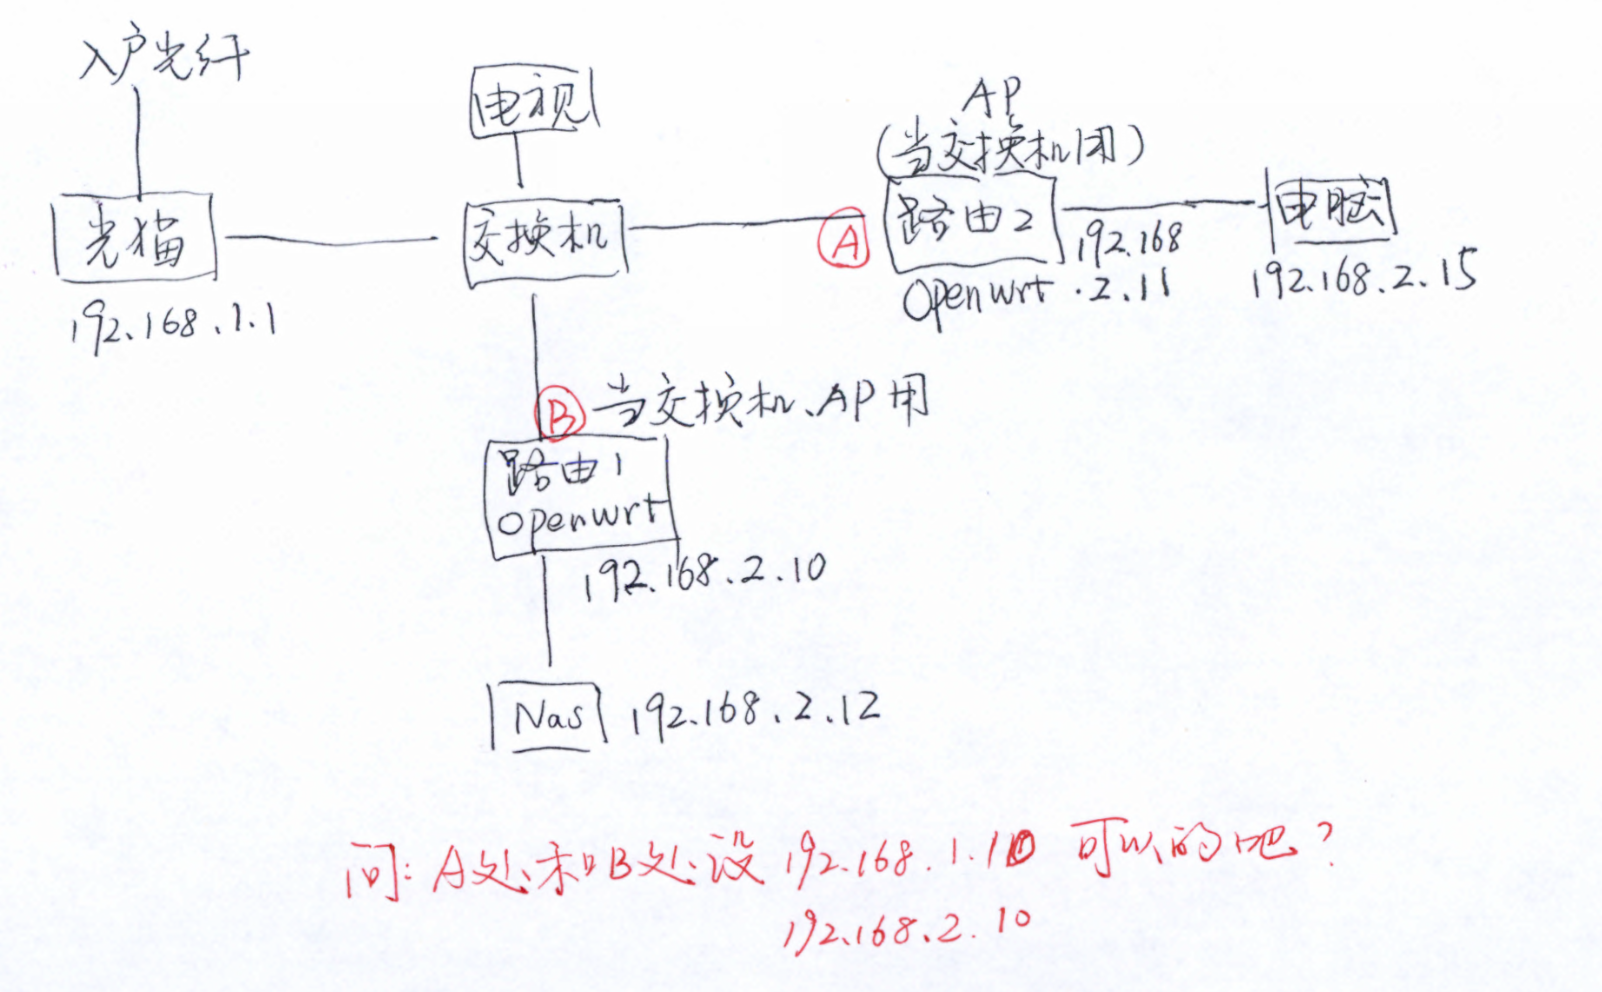 入户光纤
光猫
192.168.1.1
电视
交换机
A
AP
(当交换机用)
路由2
Openwrt
192.168
.2.11
电脑
192.168.2.15
B
当交换机、AP用
路由1
Openwrt
192.168.2.10
Nas
192.168.2.12
问: A处和B处设 192.168.1.10 可以的吧?
192.168.2.10